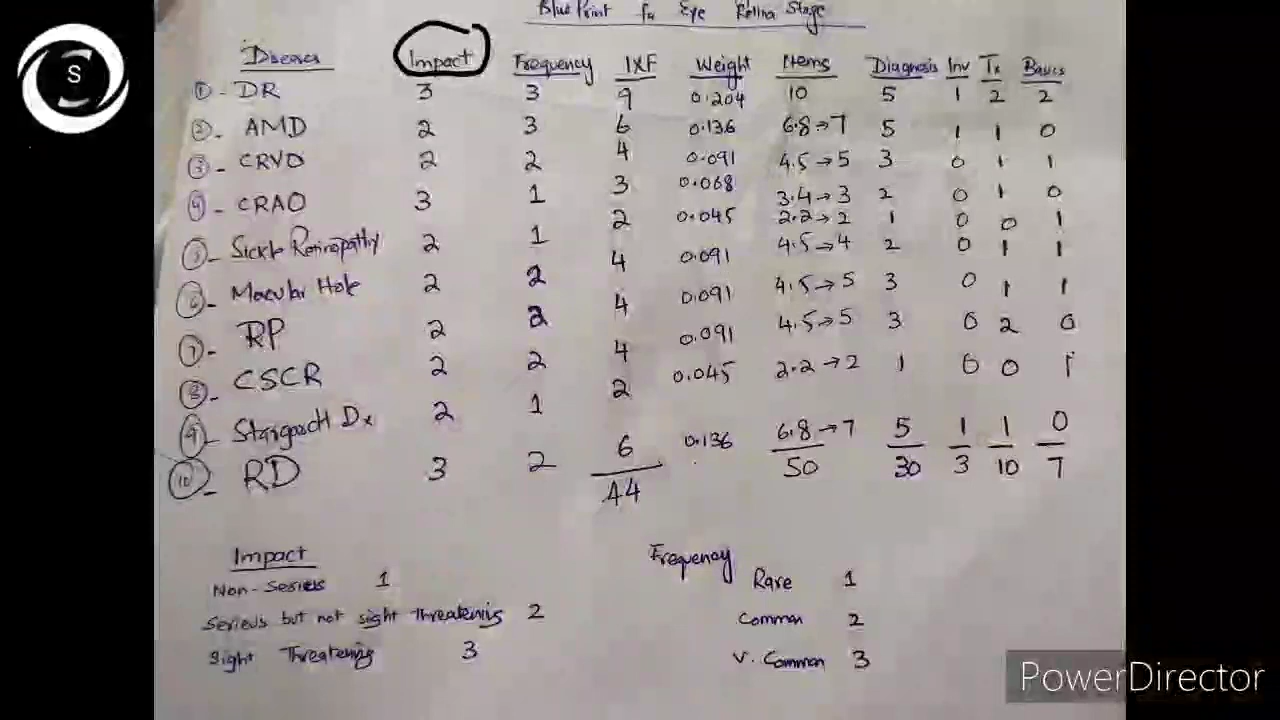 Blue Print for Eye Retina Stage
S
Diseases Impact Frequency IXF Weight Items Diagnosis Inv Tx Basics
① - DR 3 3 9 0.204 10 5 1 2 2
② - AMD 2 3 6 0.136 6.8→7 5 1 1 0
③ - CRVO 2 2 4 0.091 4.5→5 3 0 1 1
④ - CRAO 3 1 3 0.068 3.4→3 2 0 1 0
⑤ - Sickle Retinopathy 2 1 2 0.045 2.2→2 1 0 0 1
⑥ - Macular Hole 2 2 4 0.091 4.5→4 2 0 1 1
⑦ - RP 2 2 4 0.091 4.5→5 3 0 1 1
⑧ - CSCR 2 2 4 0.091 4.5→5 3 0 2 0
⑨ - Stargardt Dx 2 1 2 0.045 2.2→2 1 0 0 1
⑩ - RD 3 2 6 0.136 6.8→7 5 1 1 0
44 50 30 3 10 7
Impact
Non-Serious 1
Serious but not sight Threatening 2
Sight Threatening 3
Frequency
Rare 1
Common 2
V. Common 3
PowerDirector